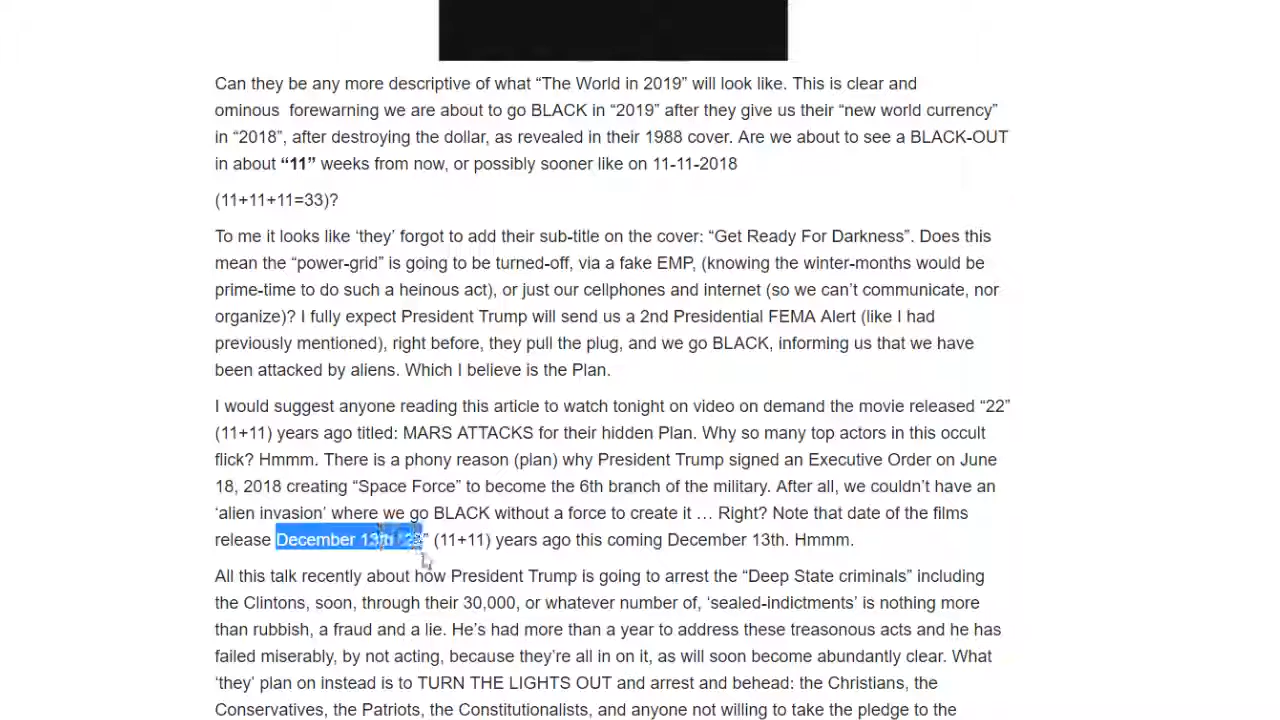 Can they be any more descriptive of what “The World in 2019” will look like. This is clear and
ominous  forewarning we are about to go BLACK in “2019” after they give us their “new world currency”
in “2018”, after destroying the dollar, as revealed in their 1988 cover. Are we about to see a BLACK-OUT
in about “11” weeks from now, or possibly sooner like on 11-11-2018
(11+11+11=33)?
To me it looks like ‘they’ forgot to add their sub-title on the cover: “Get Ready For Darkness”. Does this
mean the “power-grid” is going to be turned-off, via a fake EMP, (knowing the winter-months would be
prime-time to do such a heinous act), or just our cellphones and internet (so we can’t communicate, nor
organize)? I fully expect President Trump will send us a 2nd Presidential FEMA Alert (like I had
previously mentioned), right before, they pull the plug, and we go BLACK, informing us that we have
been attacked by aliens. Which I believe is the Plan.
I would suggest anyone reading this article to watch tonight on video on demand the movie released “22”
(11+11) years ago titled: MARS ATTACKS for their hidden Plan. Why so many top actors in this occult
flick? Hmmm. There is a phony reason (plan) why President Trump signed an Executive Order on June
18, 2018 creating “Space Force” to become the 6th branch of the military. After all, we couldn’t have an
‘alien invasion’ where we go BLACK without a force to create it … Right? Note that date of the films
release December 13th “22” (11+11) years ago this coming December 13th. Hmmm.
All this talk recently about how President Trump is going to arrest the “Deep State criminals” including
the Clintons, soon, through their 30,000, or whatever number of, ‘sealed-indictments’ is nothing more
than rubbish, a fraud and a lie. He’s had more than a year to address these treasonous acts and he has
failed miserably, by not acting, because they’re all in on it, as will soon become abundantly clear. What
‘they’ plan on instead is to TURN THE LIGHTS OUT and arrest and behead: the Christians, the
Conservatives, the Patriots, the Constitutionalists, and anyone not willing to take the pledge to the